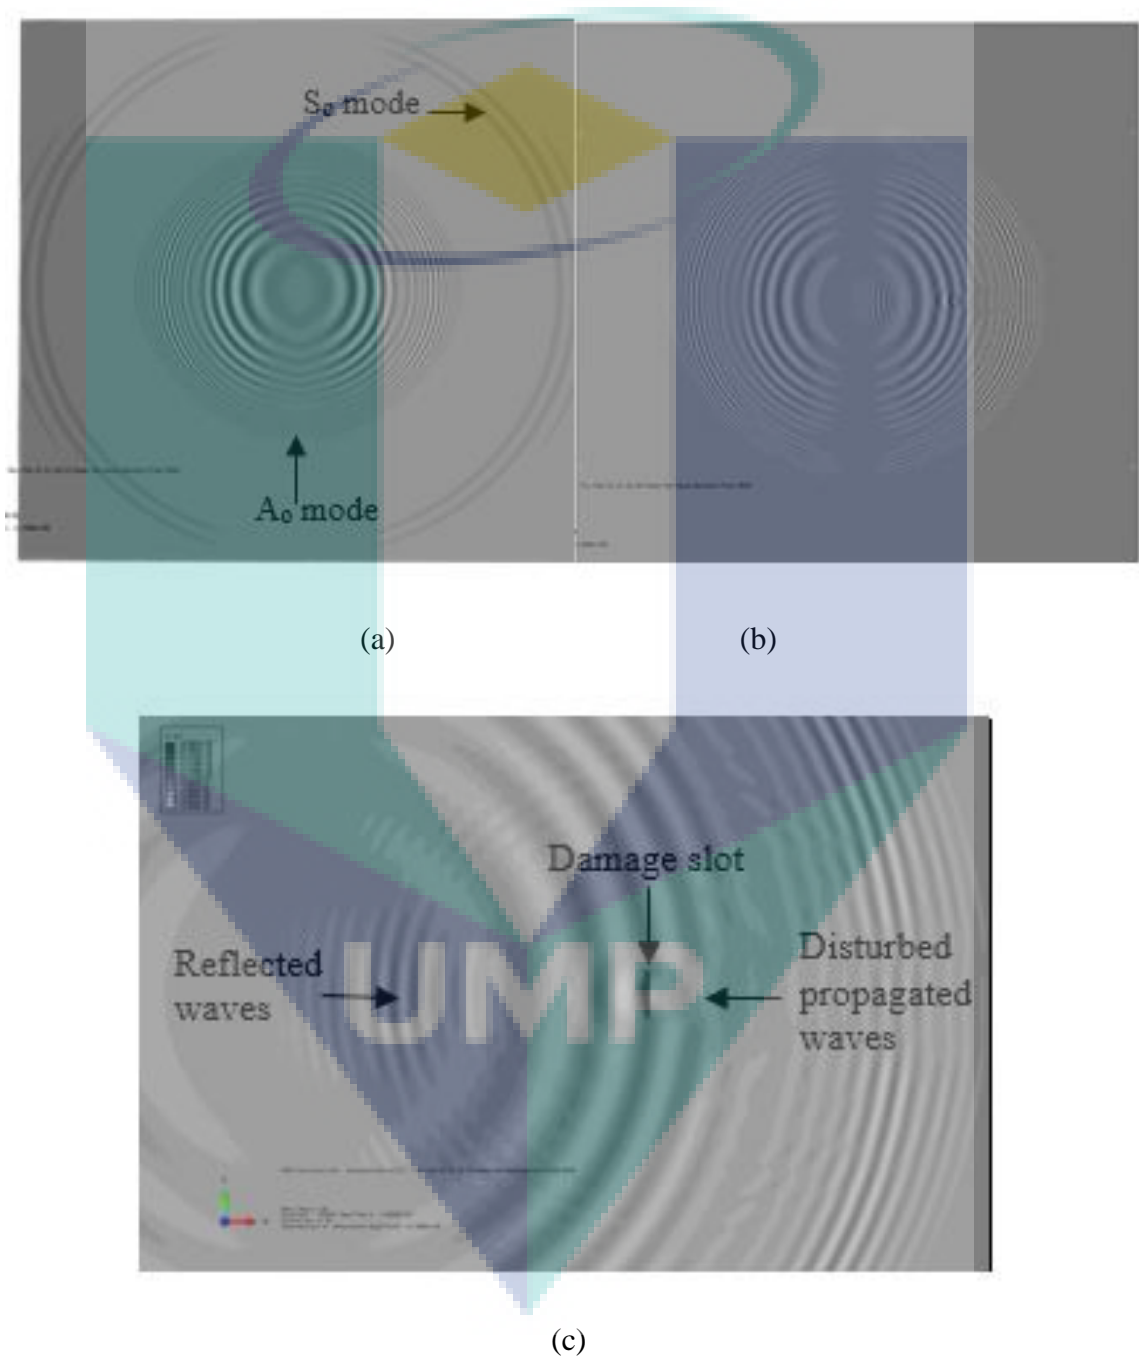 S₀ mode
A₀ mode
(a)
(b)
Damage slot
Reflected
waves
Disturbed
propagated
waves
UMP
(c)